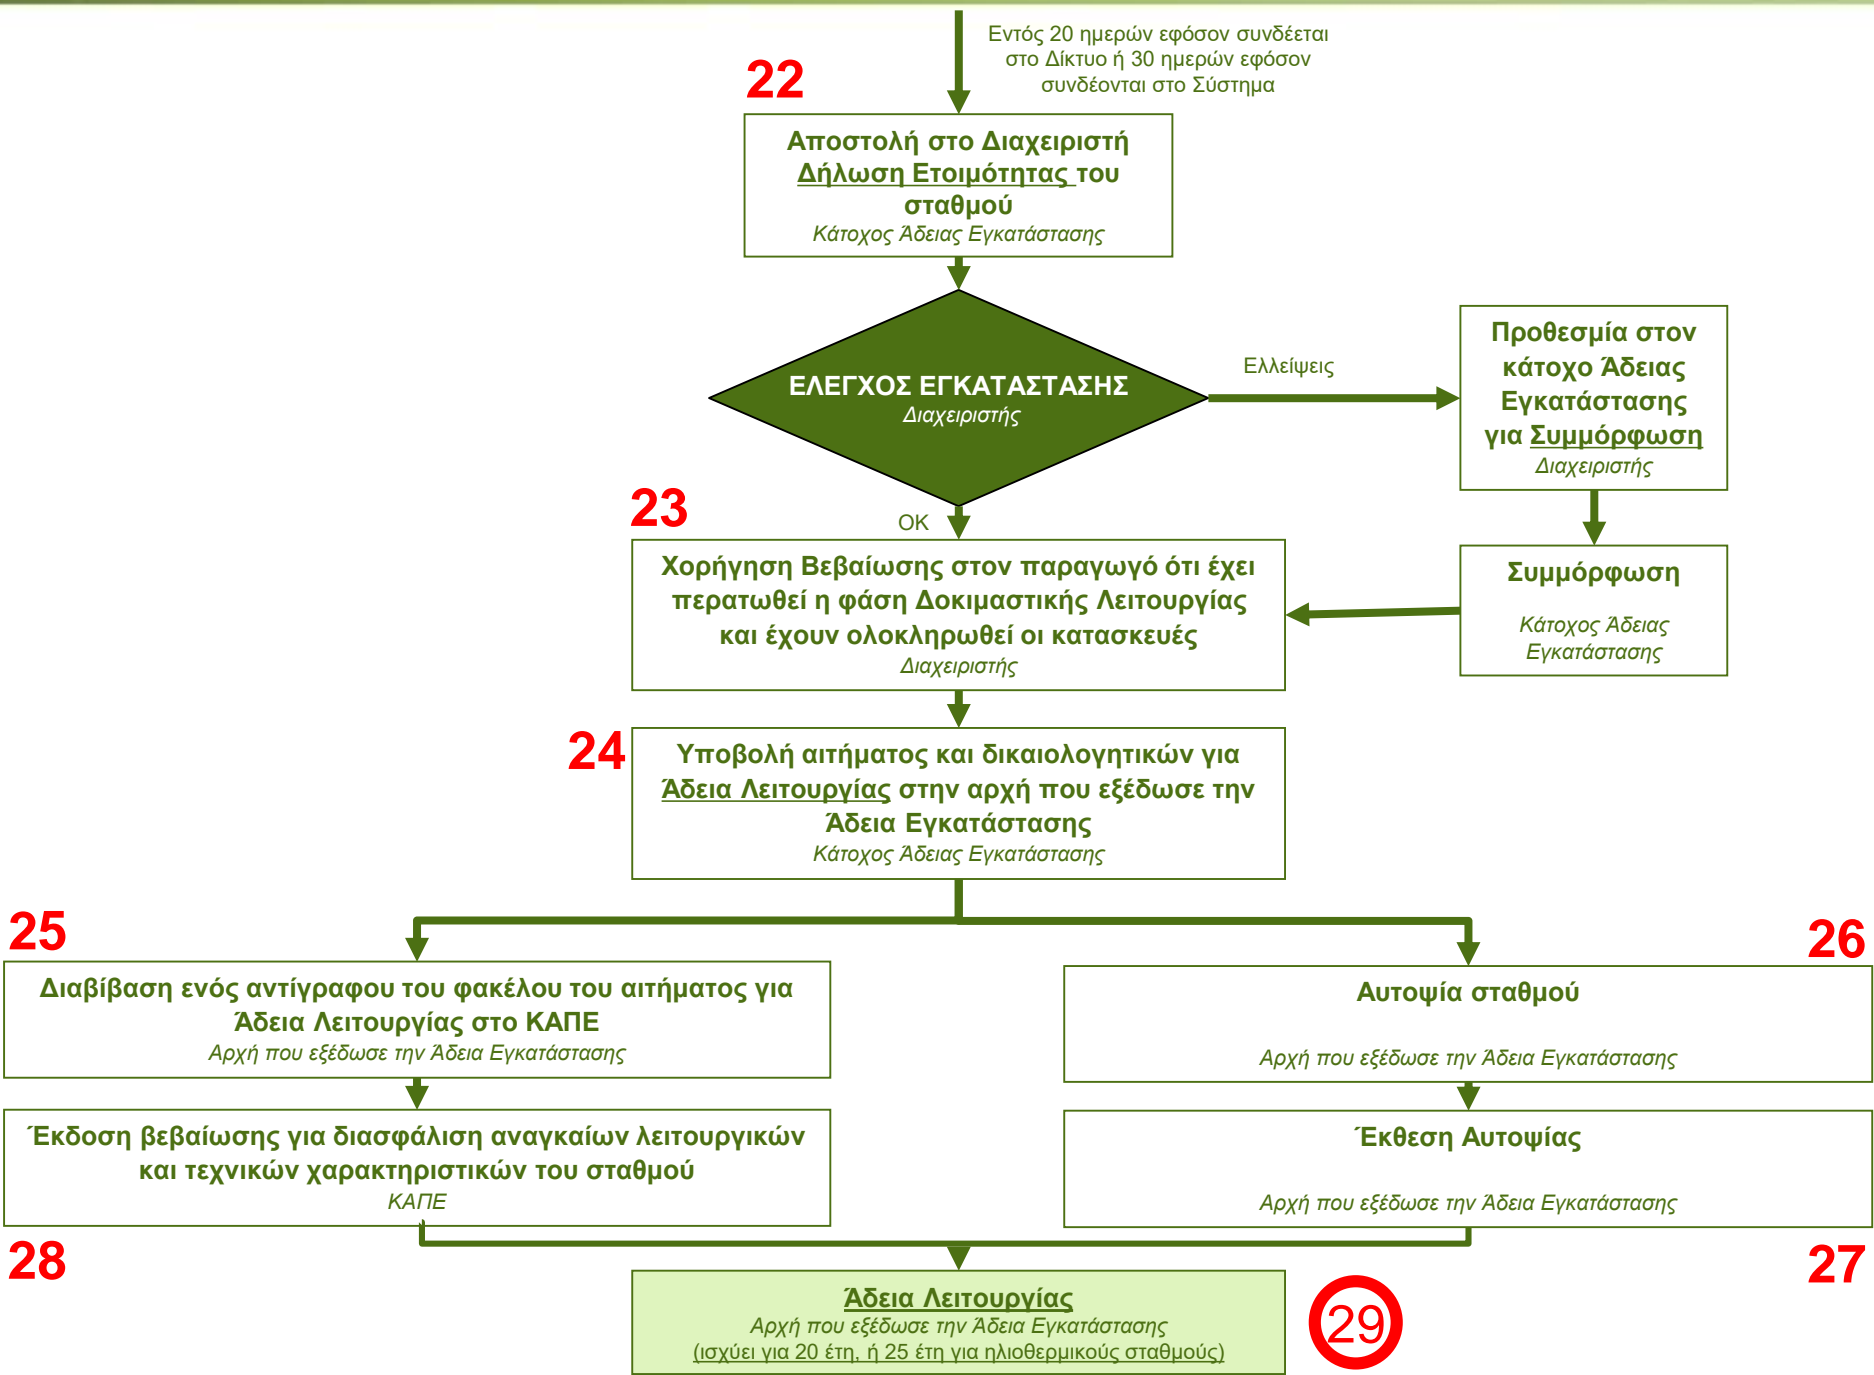 Εντός 20 ημερών εφόσον συνδέεται
στο Δίκτυο ή 30 ημερών εφόσον
συνδέονται στο Σύστημα
22
Αποστολή στο Διαχειριστή
Δήλωση Ετοιμότητας του
σταθμού
Κάτοχος Άδειας Εγκατάστασης
ΕΛΕΓΧΟΣ ΕΓΚΑΤΑΣΤΑΣΗΣ
Διαχειριστής
Ελλείψεις
Προθεσμία στον
κάτοχο Άδειας
Εγκατάστασης
για Συμμόρφωση
Διαχειριστής
23
OK
Χορήγηση Βεβαίωσης στον παραγωγό ότι έχει
περατωθεί η φάση Δοκιμαστικής Λειτουργίας
και έχουν ολοκληρωθεί οι κατασκευές
Διαχειριστής
Συμμόρφωση
Κάτοχος Άδειας
Εγκατάστασης
24
Υποβολή αιτήματος και δικαιολογητικών για
Άδεια Λειτουργίας στην αρχή που εξέδωσε την
Άδεια Εγκατάστασης
Κάτοχος Άδειας Εγκατάστασης
25
Διαβίβαση ενός αντίγραφου του φακέλου του αιτήματος για
Άδεια Λειτουργίας στο ΚΑΠΕ
Αρχή που εξέδωσε την Άδεια Εγκατάστασης
26
Αυτοψία σταθμού
Αρχή που εξέδωσε την Άδεια Εγκατάστασης
Έκδοση βεβαίωσης για διασφάλιση αναγκαίων λειτουργικών
και τεχνικών χαρακτηριστικών του σταθμού
ΚΑΠΕ
28
Έκθεση Αυτοψίας
Αρχή που εξέδωσε την Άδεια Εγκατάστασης
27
Άδεια Λειτουργίας
Αρχή που εξέδωσε την Άδεια Εγκατάστασης
(ισχύει για 20 έτη, ή 25 έτη για ηλιοθερμικούς σταθμούς)
29